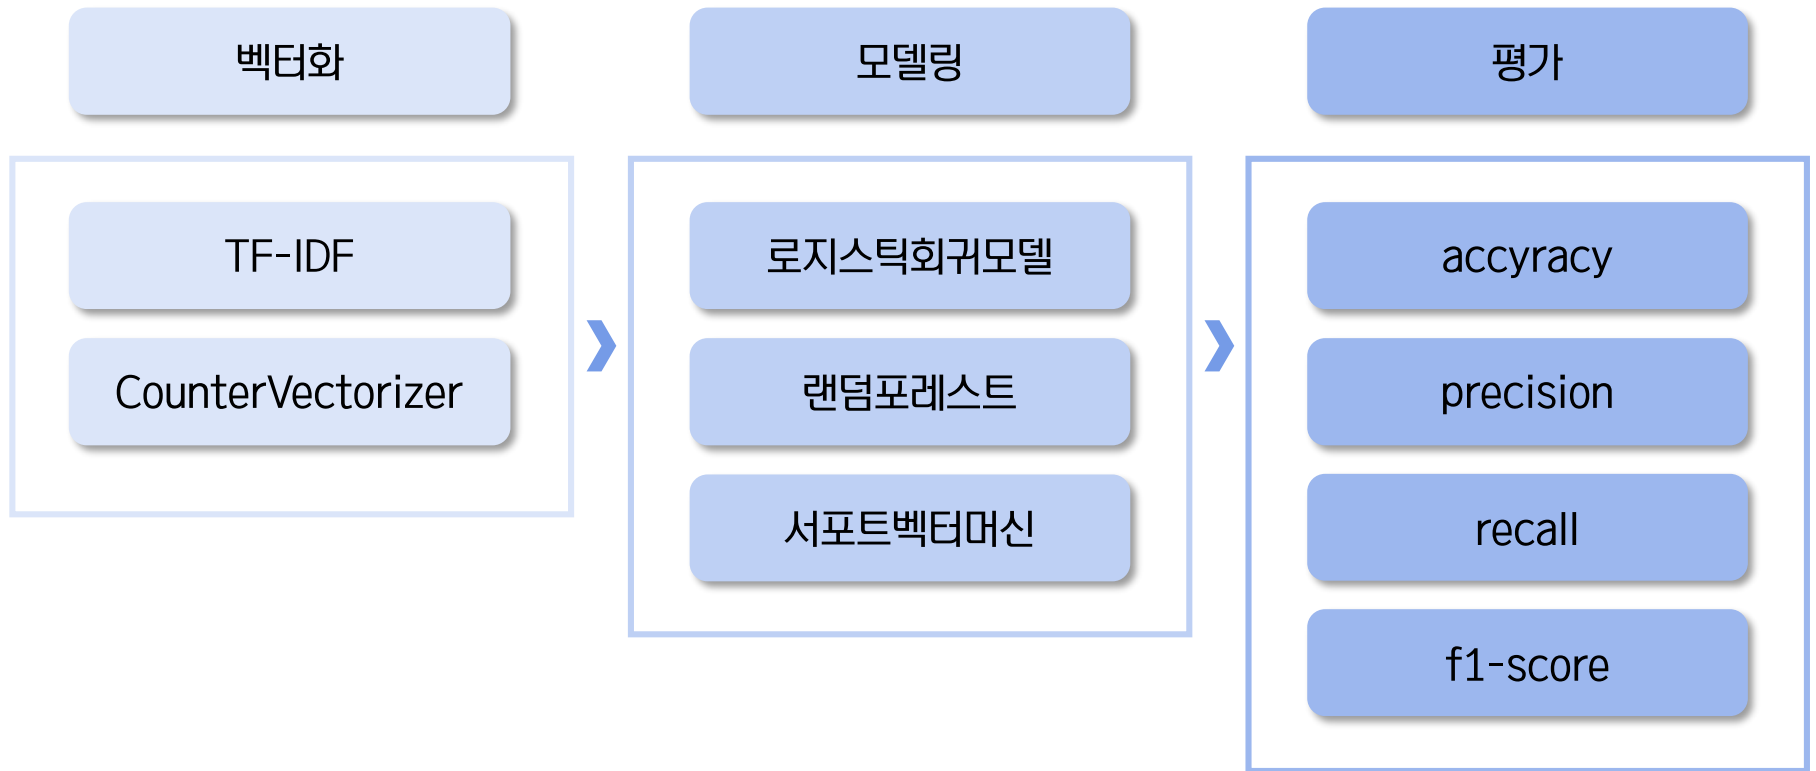 벡터화
모델링
평가
TF-IDF
CounterVectorizer
로지스틱회귀모델
랜덤포레스트
서포트벡터머신
accyracy
precision
recall
f1-score